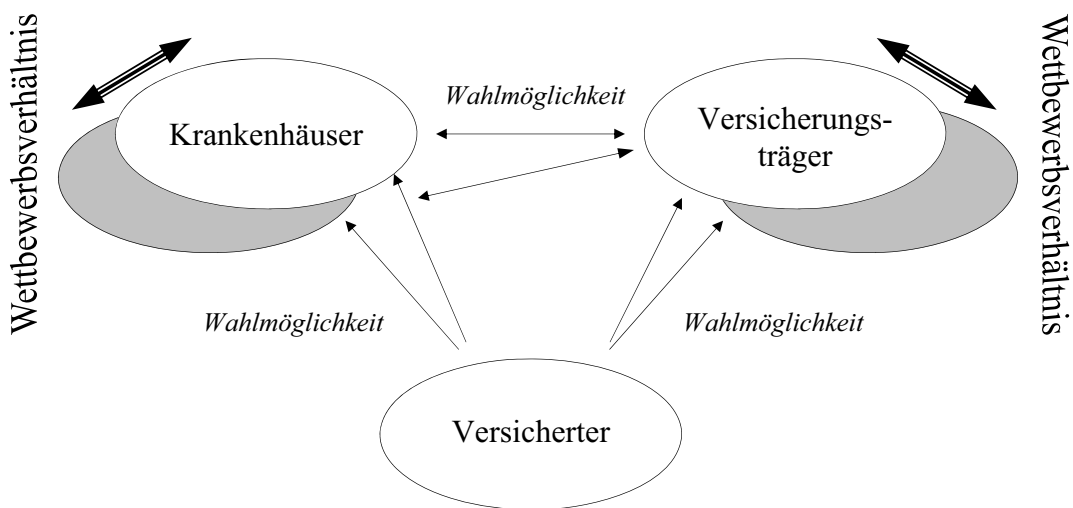 Wettbewerbsverhältnis
Wahlmöglichkeit
Krankenhäuser
Versicherungs-
träger
Wettbewerbsverhältnis
Wahlmöglichkeit
Wahlmöglichkeit
Versicherter